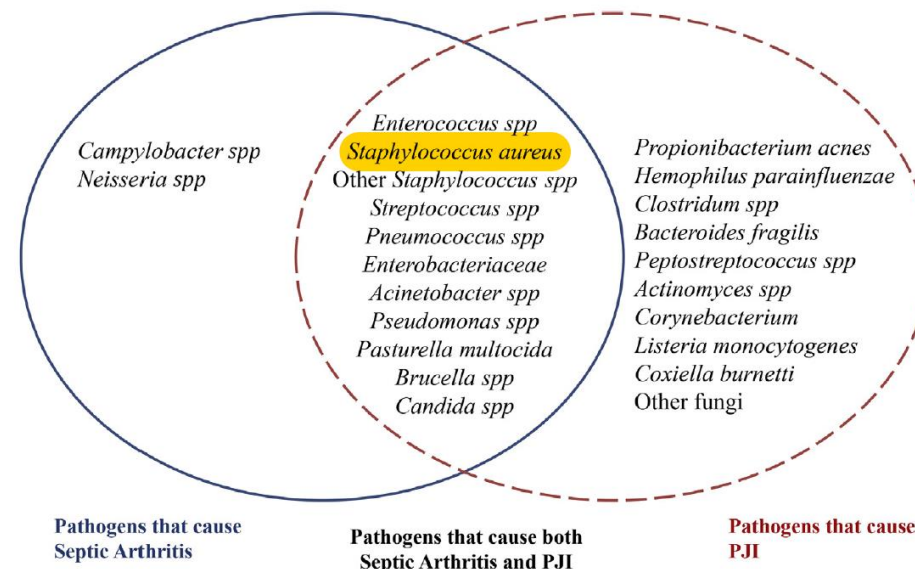 Campylobacter spp
Neisseria spp
Enterococcus spp
Staphylococcus aureus
Other Staphylococcus spp
Streptococcus spp
Pneumococcus spp
Enterobacteriaceae
Acinetobacter spp
Pseudomonas spp
Pasturella multocida
Brucella spp
Candida spp
Propionibacterium acnes
Hemophilus parainfluenzae
Clostridum spp
Bacteroides fragilis
Peptostreptococcus spp
Actinomyces spp
Corynebacterium
Listeria monocytogenes
Coxiella burnetti
Other fungi
Pathogens that cause
Septic Arthritis
Pathogens that cause both
Septic Arthritis and PJI
Pathogens that cause
PJI